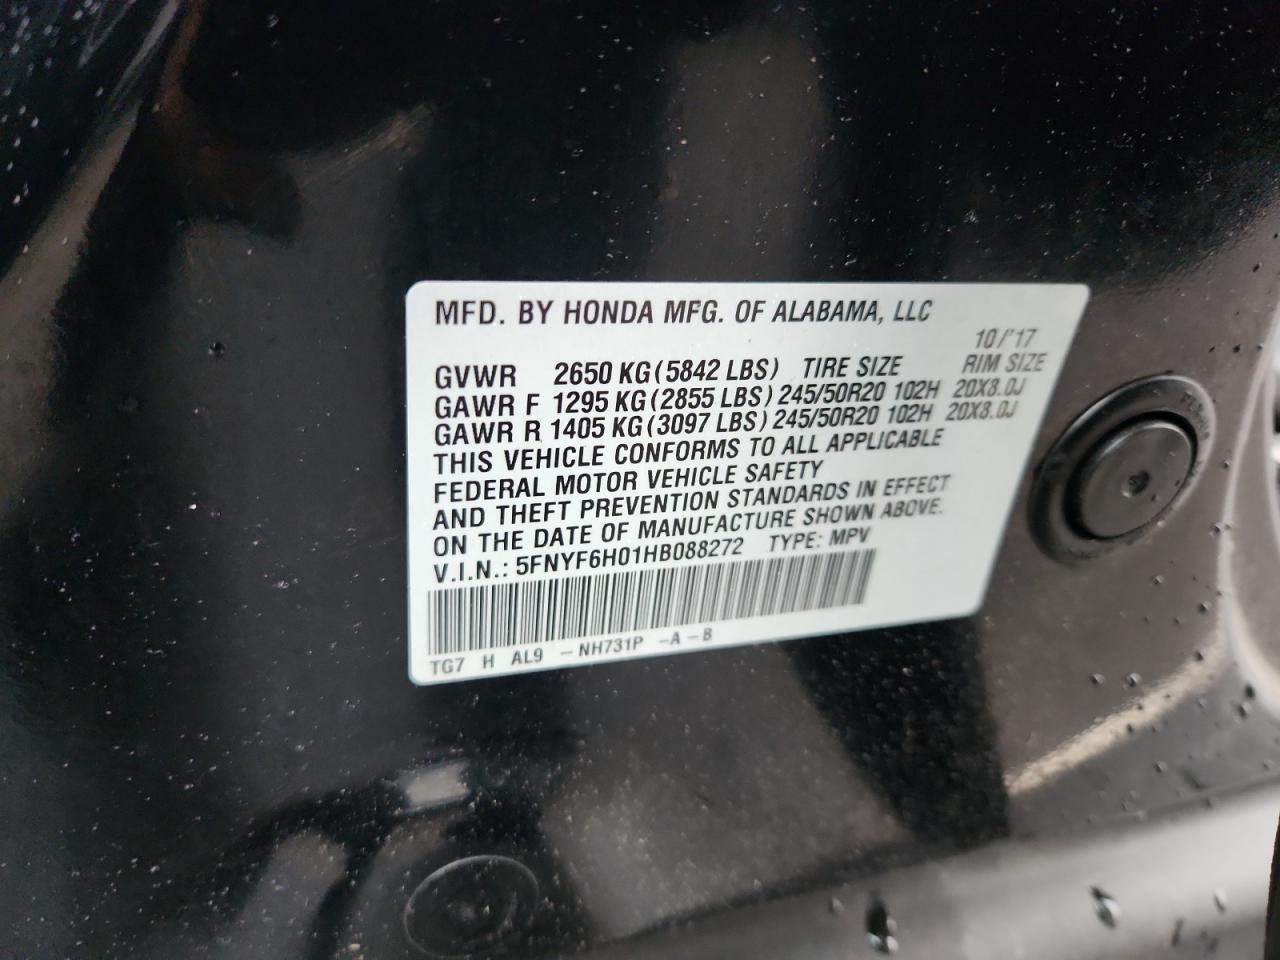 MFD. BY HONDA MFG. OF ALABAMA, LLC
10/'17
GVWR 2650 KG(5842 LBS) TIRE SIZE RIM SIZE
GAWR F 1295 KG(2855 LBS) 245/50R20 102H 20X8.0J
GAWR R 1405 KG(3097 LBS) 245/50R20 102H 20X8.0J
THIS VEHICLE CONFORMS TO ALL APPLICABLE
FEDERAL MOTOR VEHICLE SAFETY
AND THEFT PREVENTION STANDARDS IN EFFECT
ON THE DATE OF MANUFACTURE SHOWN ABOVE.
V.I.N.: 5FNYF6H01HB088272 TYPE: MPV
TG7 H AL9 -NH731P -A-B